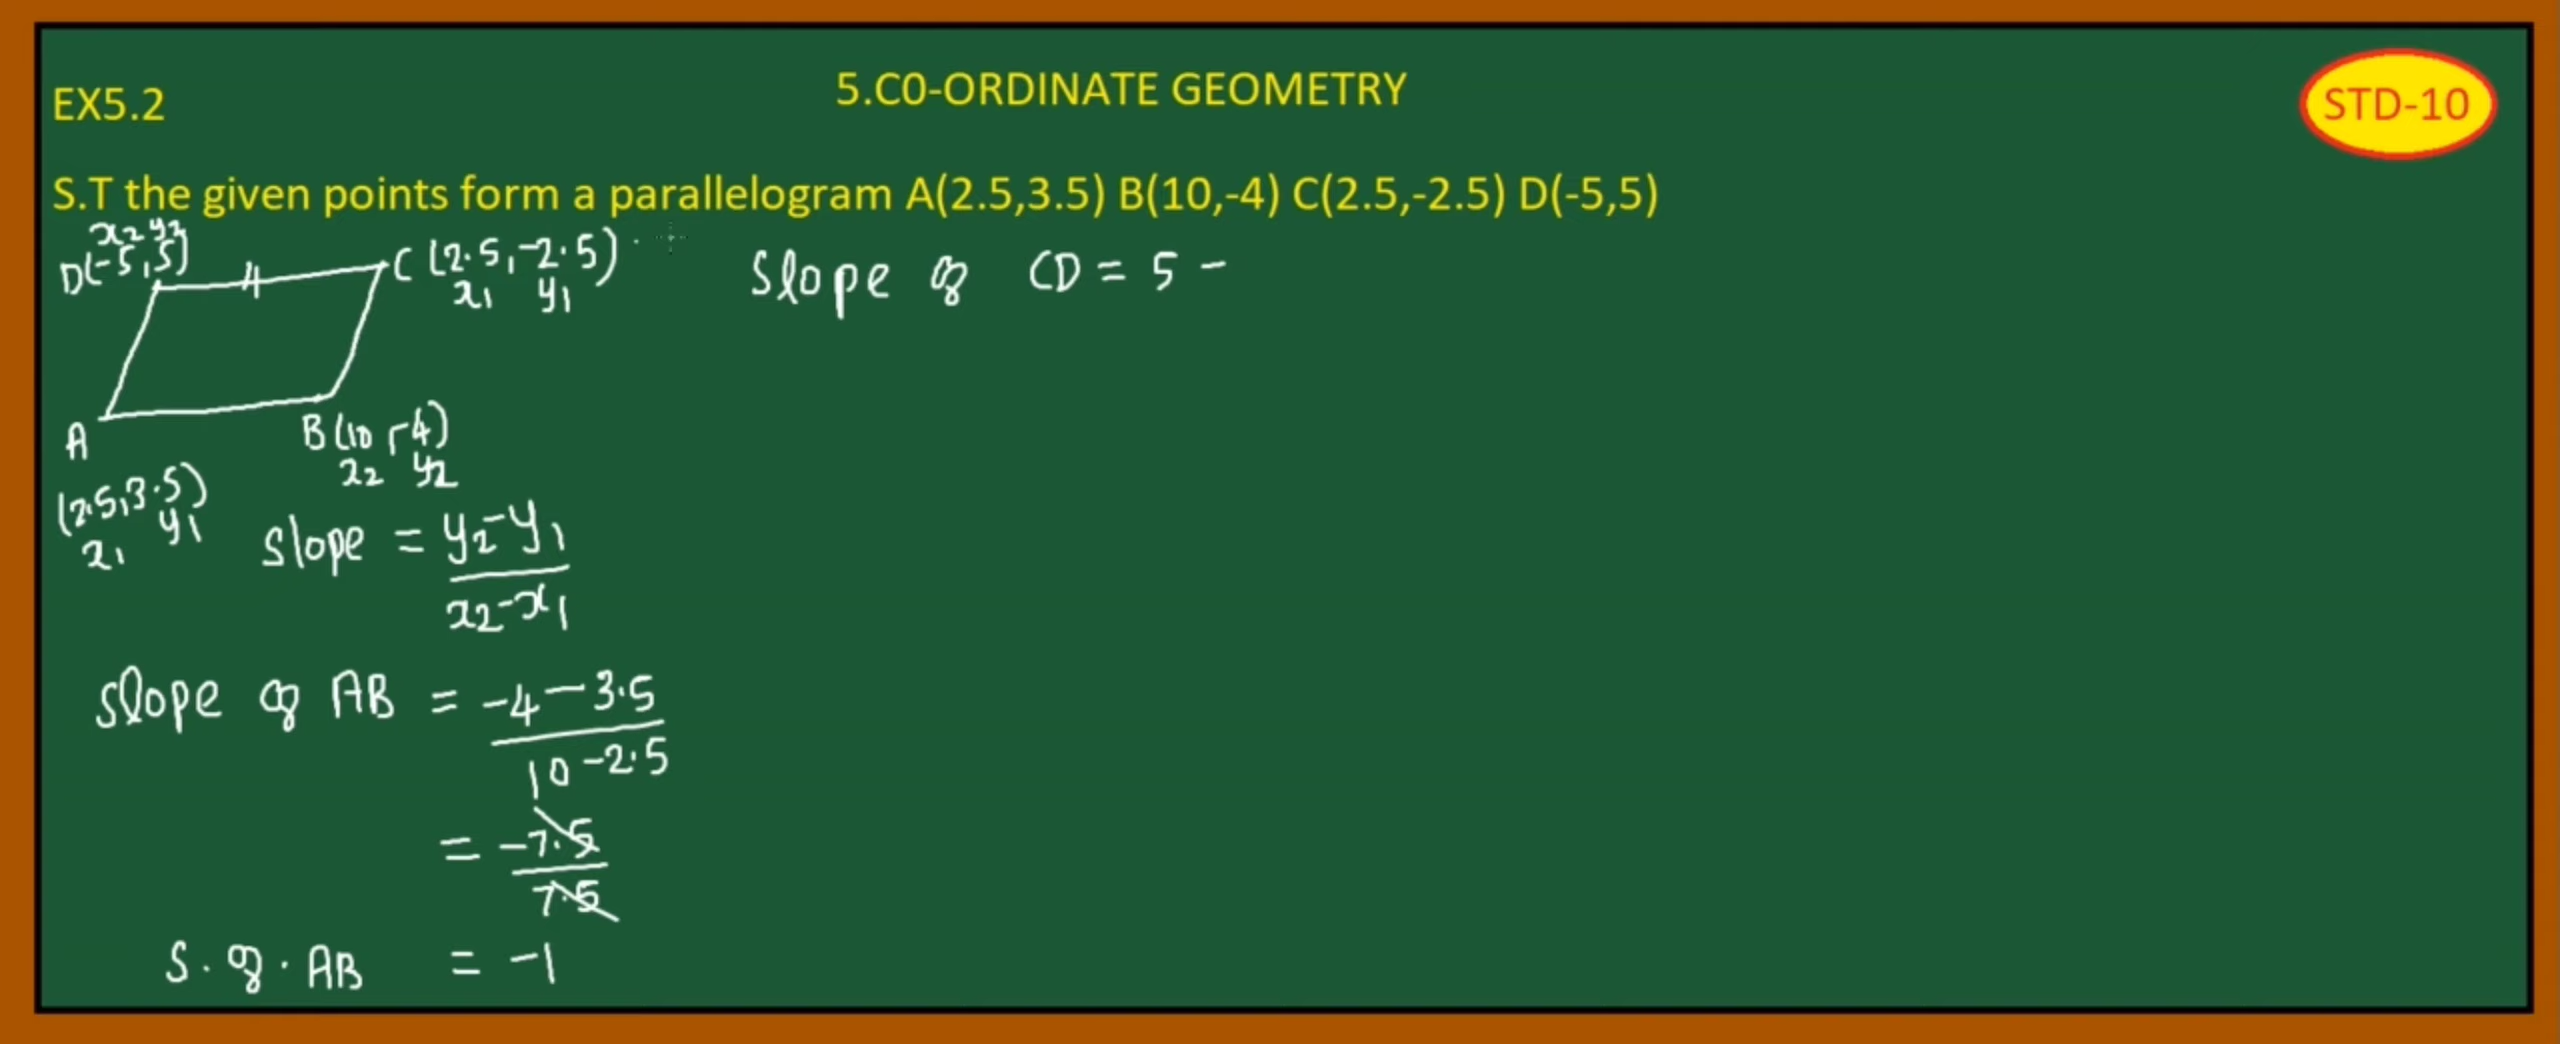 5.C0-ORDINATE GEOMETRY
EX5.2
STD-10
S.T the given points form a parallelogram A(2.5,3.5) B(10,-4) C(2.5,-2.5) D(-5,5)
x2 y2
D(-5,5)
C (2.5,-2.5)
x1 y1
A
(2.5,3.5)
x1 y1
B(10,-4)
x2 y2
slope = y2-y1
x2-x1
slope of AB = -4-3.5
10-2.5
= -7.5
7.5
S.of.AB = -1
Slope of CD = 5 -